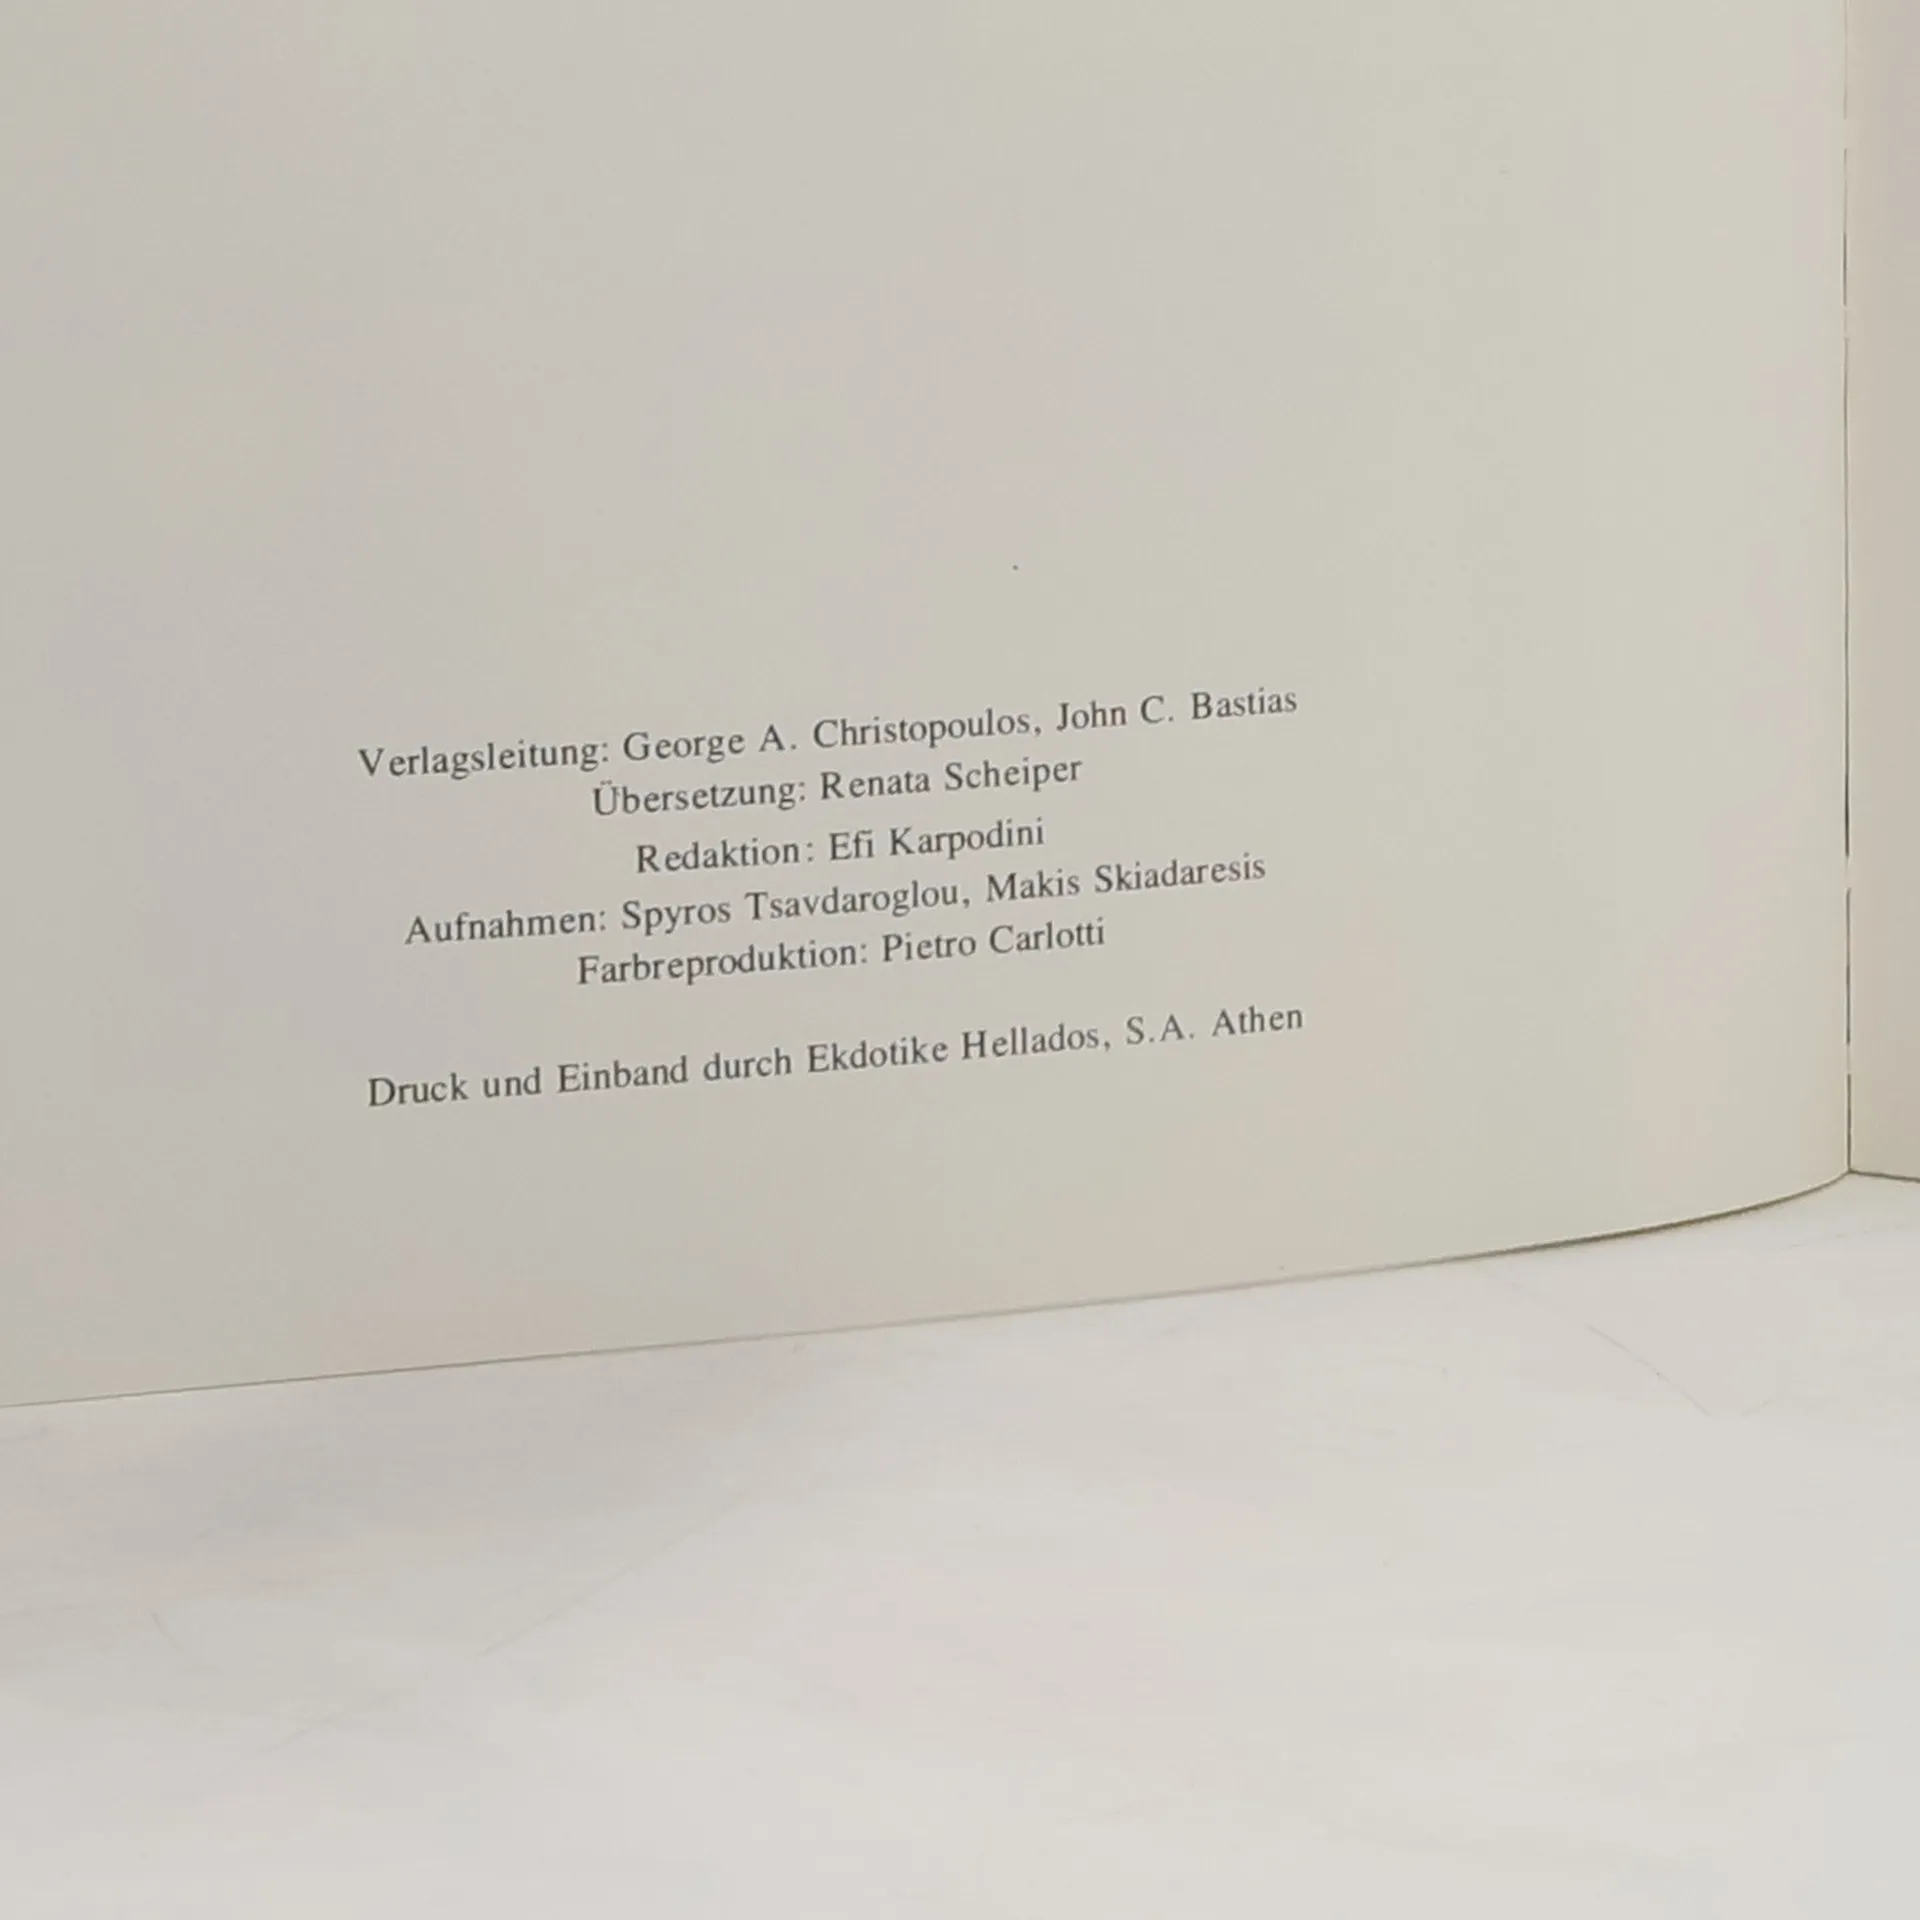 Verlagsleitung: George A. Christopoulos, John C. Bastias
Übersetzung: Renata Scheiper
Redaktion: Efi Karpodini
Aufnahmen: Spyros Tsavdaroglou, Makis Skiadaresis
Farbreproduktion: Pietro Carlotti
Druck und Einband durch Ekdotike Hellados, S.A. Athen